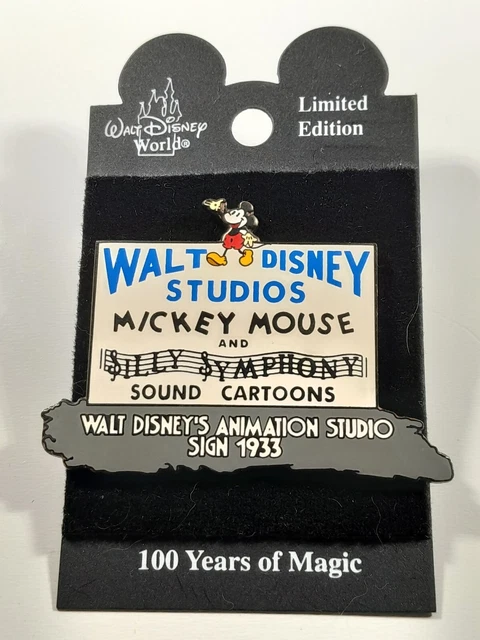 WALT DISNEY
World®
Limited
Edition
WALT DISNEY
STUDIOS
MICKEY MOUSE
AND
SILLY SYMPHONY
SOUND CARTOONS
WALT DISNEY'S ANIMATION STUDIO
SIGN 1933
100 Years of Magic